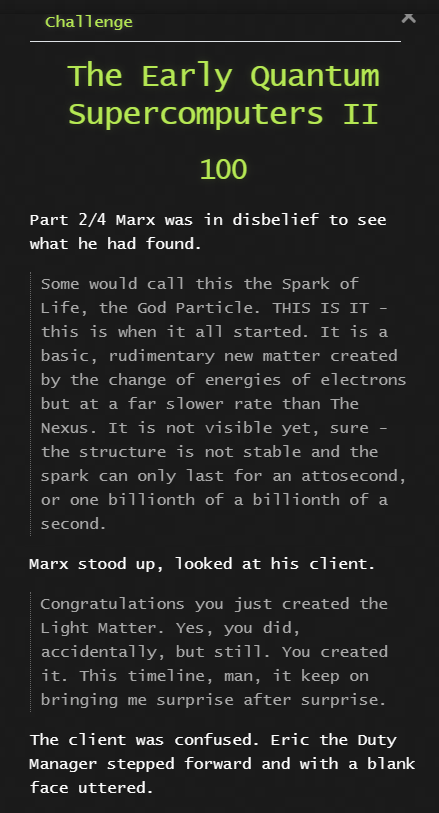 Challenge
The Early Quantum
Supercomputers II
100
Part 2/4 Marx was in disbelief to see
what he had found.
Some would call this the Spark of
Life, the God Particle. THIS IS IT -
this is when it all started. It is a
basic, rudimentary new matter created
by the change of energies of electrons
but at a far slower rate than The
Nexus. It is not visible yet, sure -
the structure is not stable and the
spark can only last for an attosecond,
or one billionth of a billionth of a
second.
Marx stood up, looked at his client.
Congratulations you just created the
Light Matter. Yes, you did,
accidentally, but still. You created
it. This timeline, man, it keep on
bringing me surprise after surprise.
The client was confused. Eric the Duty
Manager stepped forward and with a blank
face uttered.